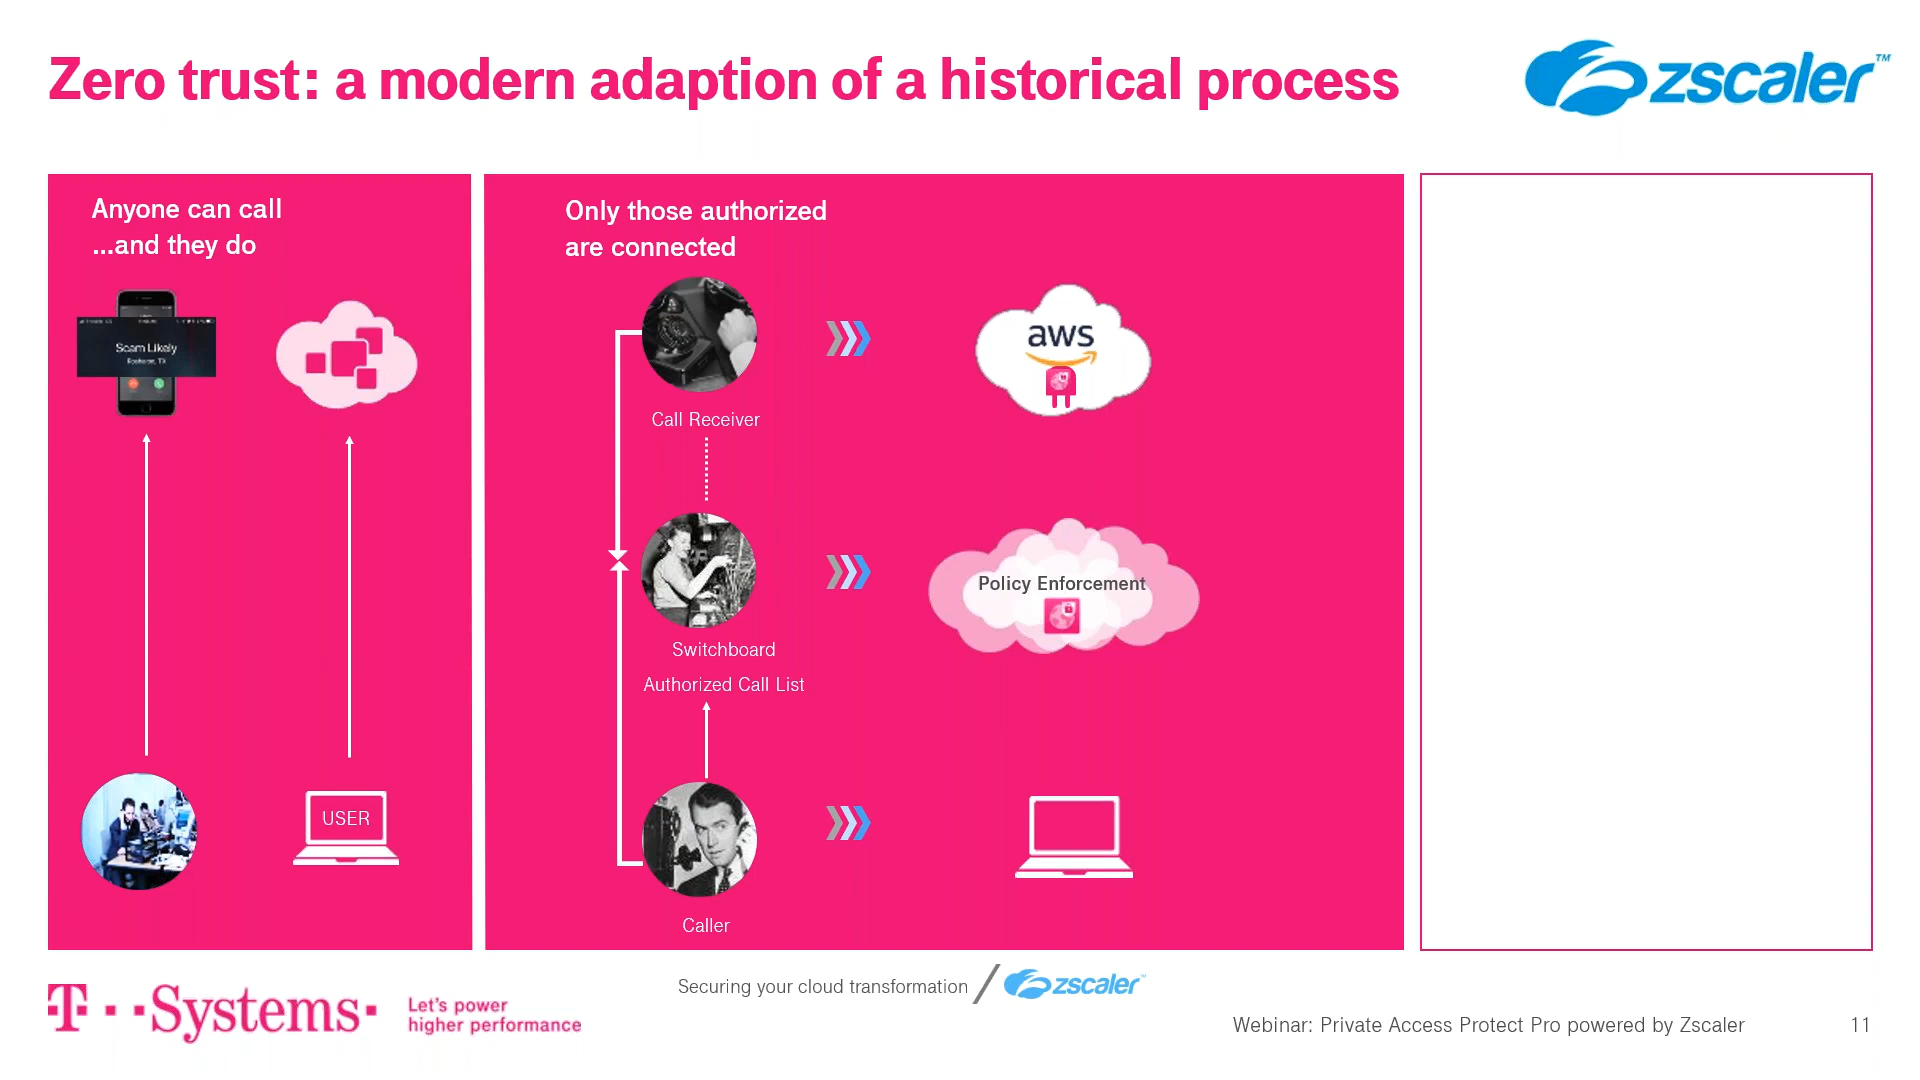 Zero trust: a modern adaption of a historical process
zscaler™
Anyone can call
...and they do
Scam Likely
USER
Only those authorized
are connected
Call Receiver
aws
Switchboard
Authorized Call List
Policy Enforcement
Caller
T··Systems·
Let's power
higher performance
Securing your cloud transformation
zscaler
Webinar: Private Access Protect Pro powered by Zscaler
11